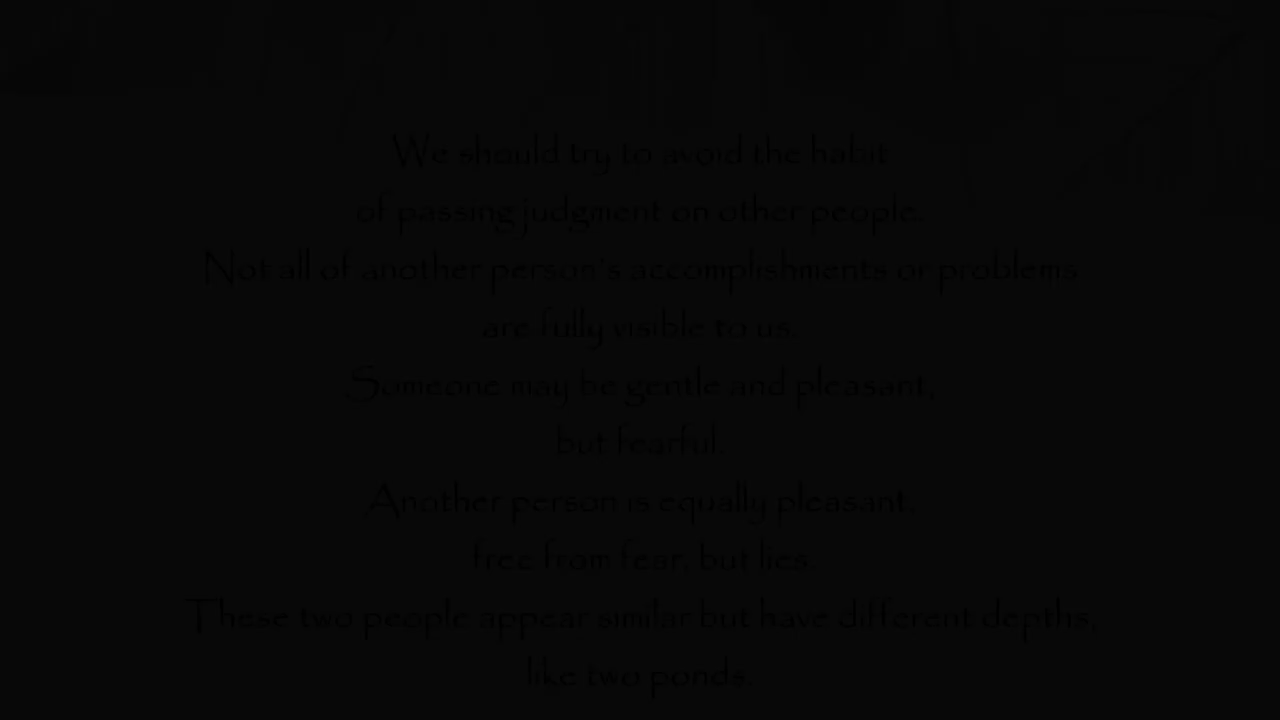 We should try to avoid the habit
of passing judgment on other people.
Not all of another person's accomplishments or problems
are fully visible to us.
Someone may be gentle and pleasant,
but fearful.
Another person is equally pleasant,
free from fear, but lies.
These two people appear similar but have different depths,
like two ponds.